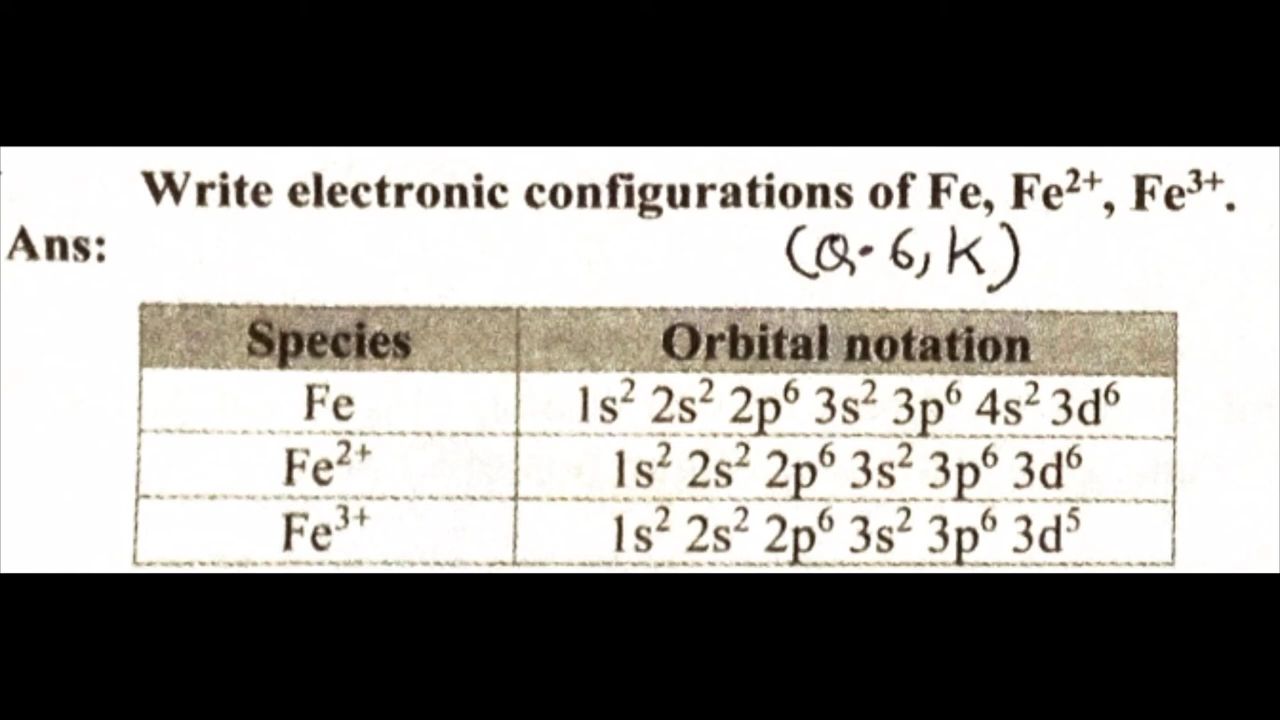 Write electronic configurations of Fe, Fe²⁺, Fe³⁺.
Ans:
(Q. 6, K)
Species Orbital notation
Fe 1s² 2s² 2p⁶ 3s² 3p⁶ 4s² 3d⁶
Fe²⁺ 1s² 2s² 2p⁶ 3s² 3p⁶ 3d⁶
Fe³⁺ 1s² 2s² 2p⁶ 3s² 3p⁶ 3d⁵